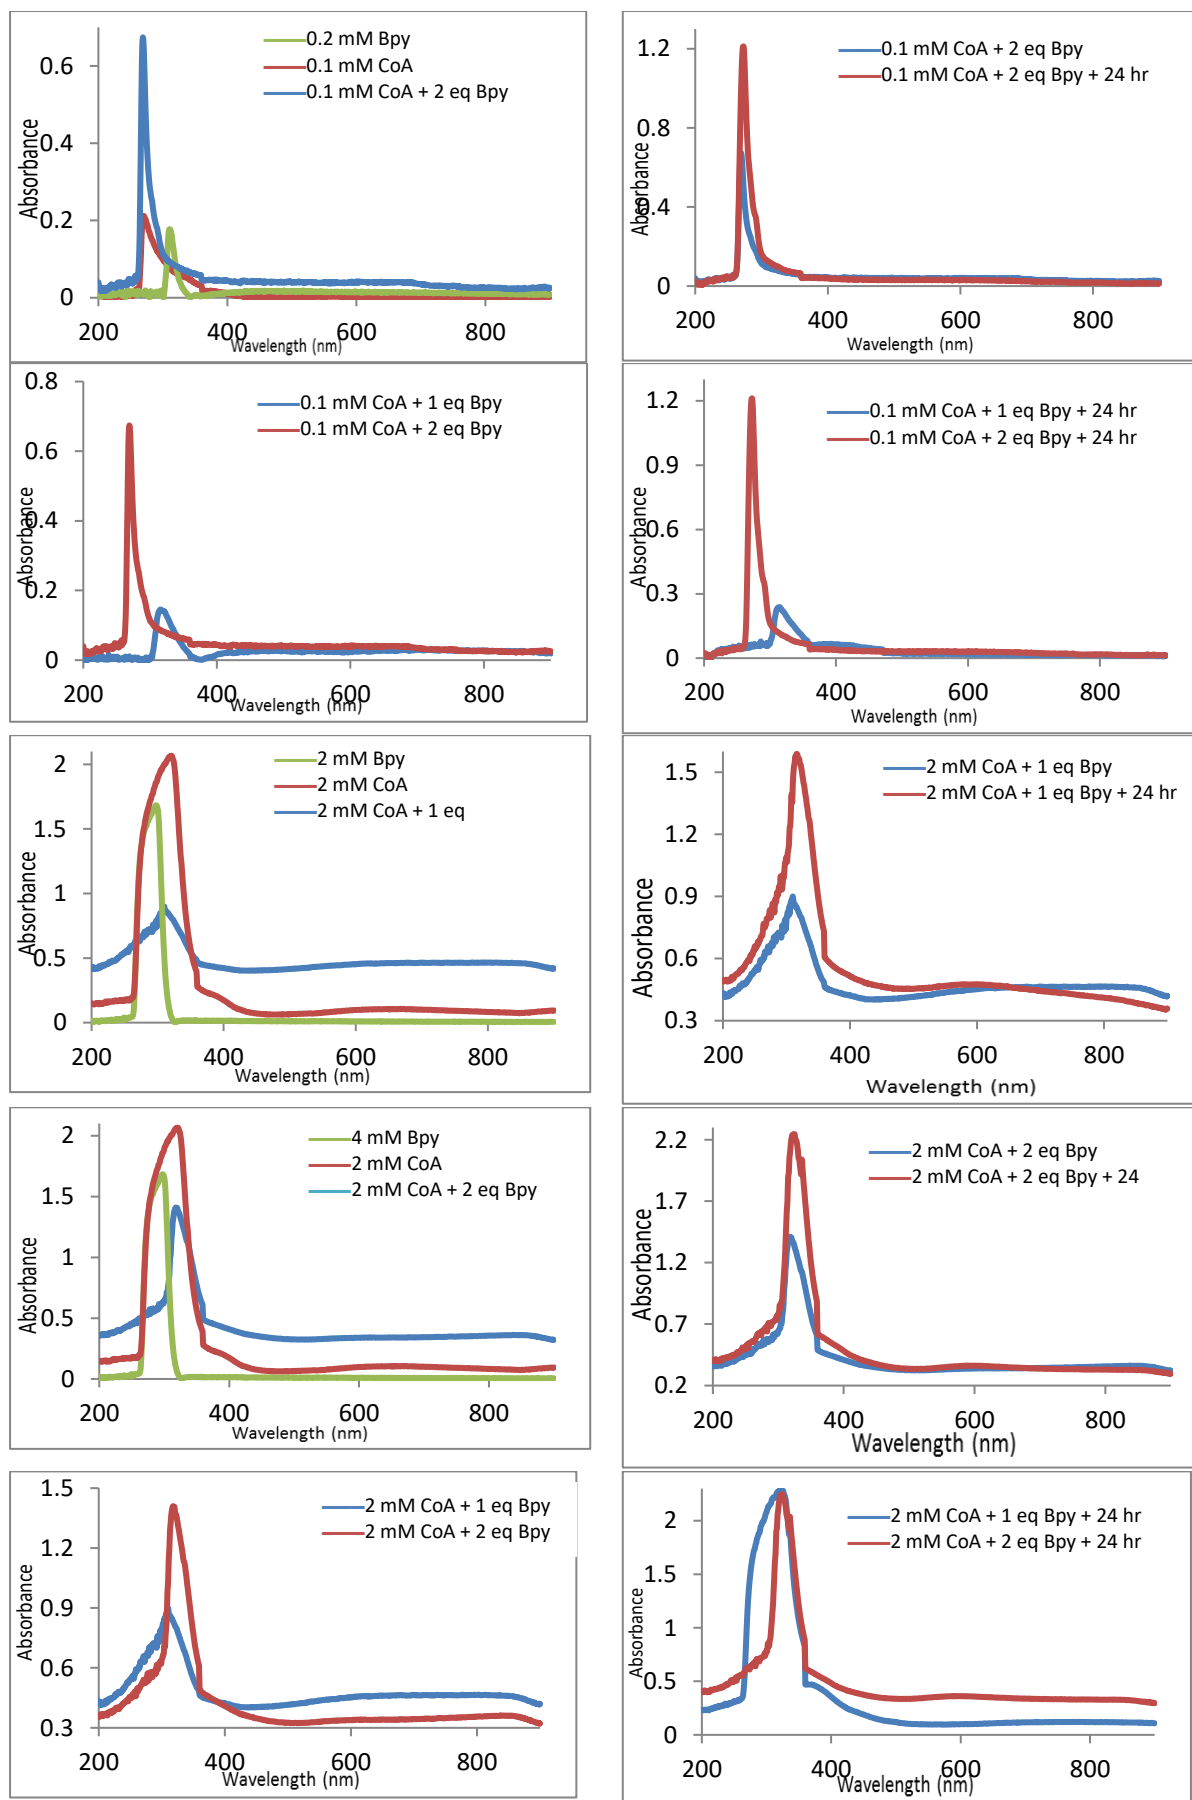 0.2 mM Bpy
0.1 mM CoA
0.1 mM CoA + 2 eq Bpy
Absorbance
0.6
0.4
0.2
0
200
400
600
800
Wavelength (nm)
0.1 mM CoA + 2 eq Bpy
0.1 mM CoA + 2 eq Bpy + 24 hr
Absorbance
1.2
0.8
0.4
0
200
400
600
800
Wavelength (nm)
0.1 mM CoA + 1 eq Bpy
0.1 mM CoA + 2 eq Bpy
Absorbance
0.8
0.6
0.4
0.2
0
200
400
600
800
Wavelength (nm)
0.1 mM CoA + 1 eq Bpy + 24 hr
0.1 mM CoA + 2 eq Bpy + 24 hr
Absorbance
1.2
0.9
0.6
0.3
0
200
400
600
800
Wavelength (nm)
2 mM Bpy
2 mM CoA
2 mM CoA + 1 eq
Absorbance
2
1.5
1
0.5
0
200
400
600
800
Wavelength (nm)
2 mM CoA + 1 eq Bpy
2 mM CoA + 1 eq Bpy + 24 hr
Absorbance
1.5
1.2
0.9
0.6
0.3
200
400
600
800
Wavelength (nm)
4 mM Bpy
2 mM CoA
2 mM CoA + 2 eq Bpy
Absorbance
2
1.5
1
0.5
0
200
400
600
800
Wavelength (nm)
2 mM CoA + 2 eq Bpy
2 mM CoA + 2 eq Bpy + 24
Absorbance
2.2
1.7
1.2
0.7
0.2
200
400
600
800
Wavelength (nm)
2 mM CoA + 1 eq Bpy
2 mM CoA + 2 eq Bpy
Absorbance
1.5
1.2
0.9
0.6
0.3
200
400
600
800
Wavelength (nm)
2 mM CoA + 1 eq Bpy + 24 hr
2 mM CoA + 2 eq Bpy + 24 hr
Absorbance
2
1.5
1
0.5
0
200
400
600
800
Wavelength (nm)